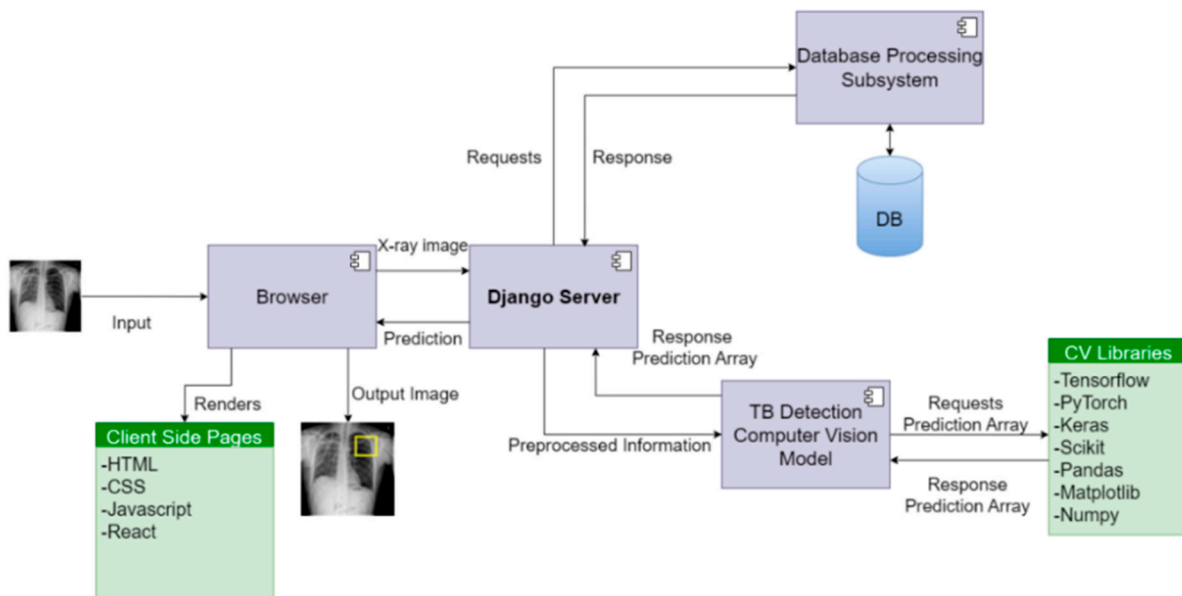 Database Processing
Subsystem
Requests
Response
DB
X-ray image
Browser
Django Server
Input
Prediction
Response
Prediction Array
Renders
Output Image
Client Side Pages
-HTML
-CSS
-Javascript
-React
Preprocessed Information
TB Detection
Computer Vision
Model
Requests
Prediction Array
Response
Prediction Array
CV Libraries
-Tensorflow
-PyTorch
-Keras
-Scikit
-Pandas
-Matplotlib
-Numpy